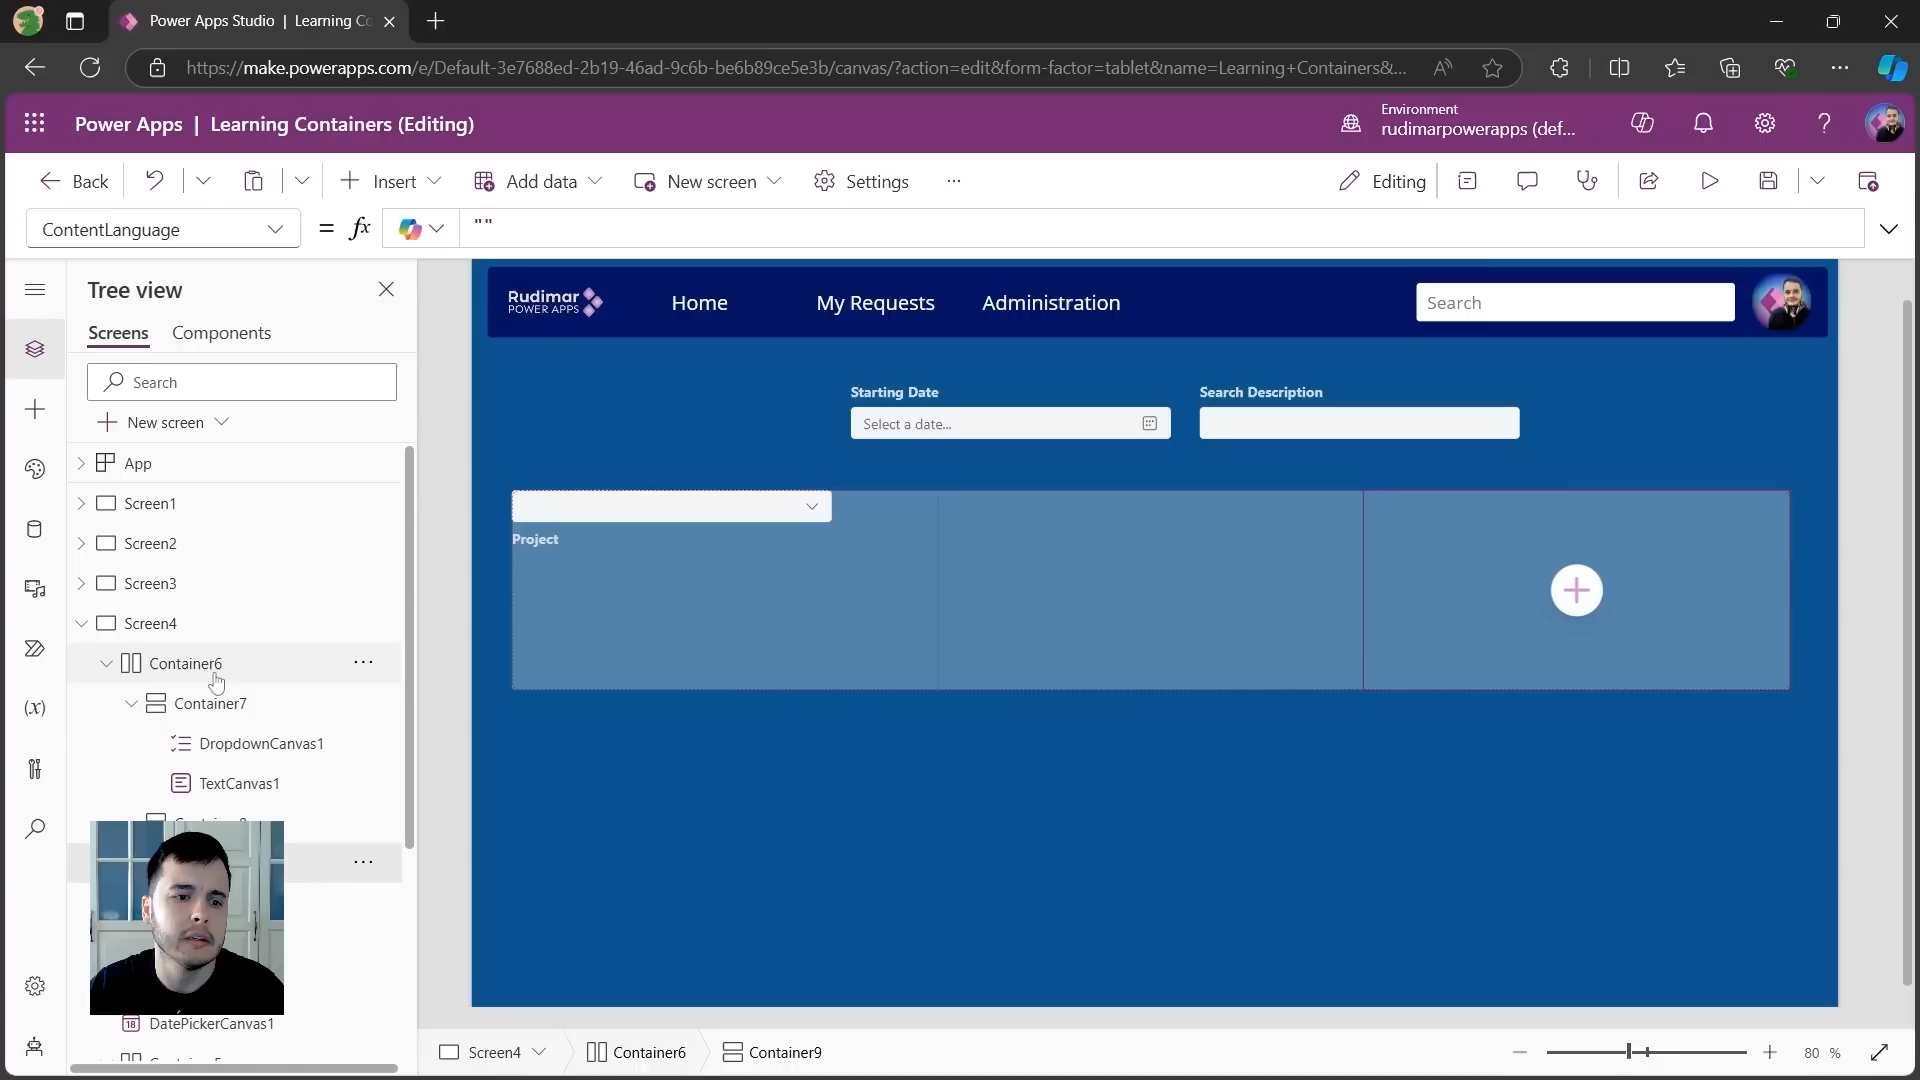 Power Apps Studio | Learning Co
https://make.powerapps.com/e/Default-3e7688ed-2b19-46ad-9c6b-be6b89ce5e3b/canvas/?action=edit&form-factor=tablet&name=Learning+Containers&...
Power Apps | Learning Containers (Editing)
Environment
rudimarpowerapps (def...
Back
Insert
Add data
New screen
Settings
Editing
ContentLanguage
= fx
""
Tree view
Screens
Components
Search
New screen
App
Screen1
Screen2
Screen3
Screen4
Container6
Container7
DropdownCanvas1
TextCanvas1
DatePickerCanvas1
Rudimar
POWER APPS
Home
My Requests
Administration
Search
Starting Date
Search Description
Select a date...
Project
Screen4
Container6
Container9
80 %